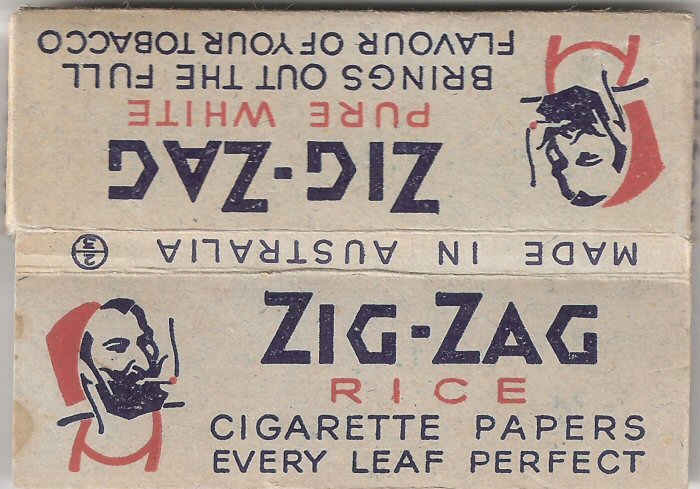 ZIG-ZAG
PURE WHITE
BRINGS OUT THE FULL
FLAVOUR OF YOUR TOBACCO
MADE IN AUSTRALIA
ZIG-ZAG
RICE
CIGARETTE PAPERS
EVERY LEAF PERFECT